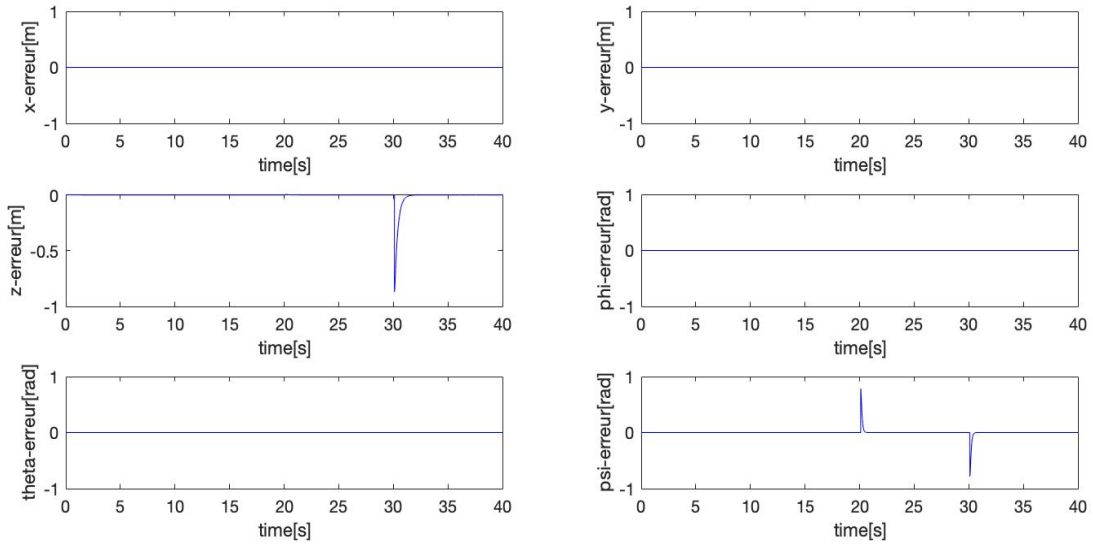 x-erreur[m]
1
0
-1
0 5 10 15 20 25 30 35 40
time[s]
y-erreur[m]
1
0
-1
0 5 10 15 20 25 30 35 40
time[s]
z-erreur[m]
0
-0.5
-1
0 5 10 15 20 25 30 35 40
time[s]
phi-erreur[rad]
1
0
-1
0 5 10 15 20 25 30 35 40
time[s]
theta-erreur[rad]
1
0
-1
0 5 10 15 20 25 30 35 40
time[s]
psi-erreur[rad]
1
0
-1
0 5 10 15 20 25 30 35 40
time[s]